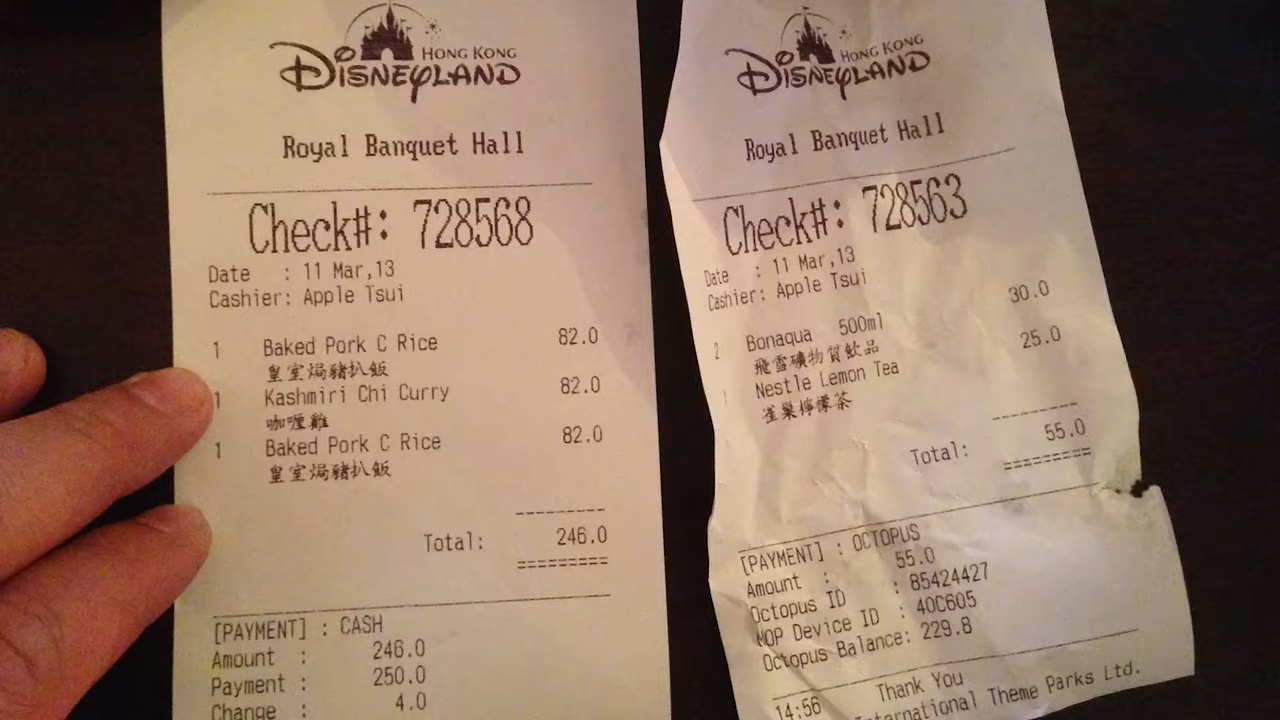 HONG KONG
DISNEYLAND
Royal Banquet Hall
Check#: 728568
Date : 11 Mar,13
Cashier: Apple Tsui
1 Baked Pork C Rice 82.0
皇室焗豬扒飯
1 Kashmiri Chi Curry 82.0
咖喱雞
1 Baked Pork C Rice 82.0
皇室焗豬扒飯
----------
Total: 246.0
==========
[PAYMENT] : CASH
Amount : 246.0
Payment : 250.0
Change : 4.0
HONG KONG
DISNEYLAND
Royal Banquet Hall
Check#: 728563
Date : 11 Mar,13
Cashier: Apple Tsui
2 Bonaqua 500ml 30.0
飛雪礦物質飲品
1 Nestle Lemon Tea 25.0
雀巢檸檬茶
----------
Total: 55.0
==========
[PAYMENT] : OCTOPUS
Amount : 55.0
Octopus ID : 85424427
HOP Device ID : 40C605
Octopus Balance: 229.8
14:56 Thank You
International Theme Parks Ltd.